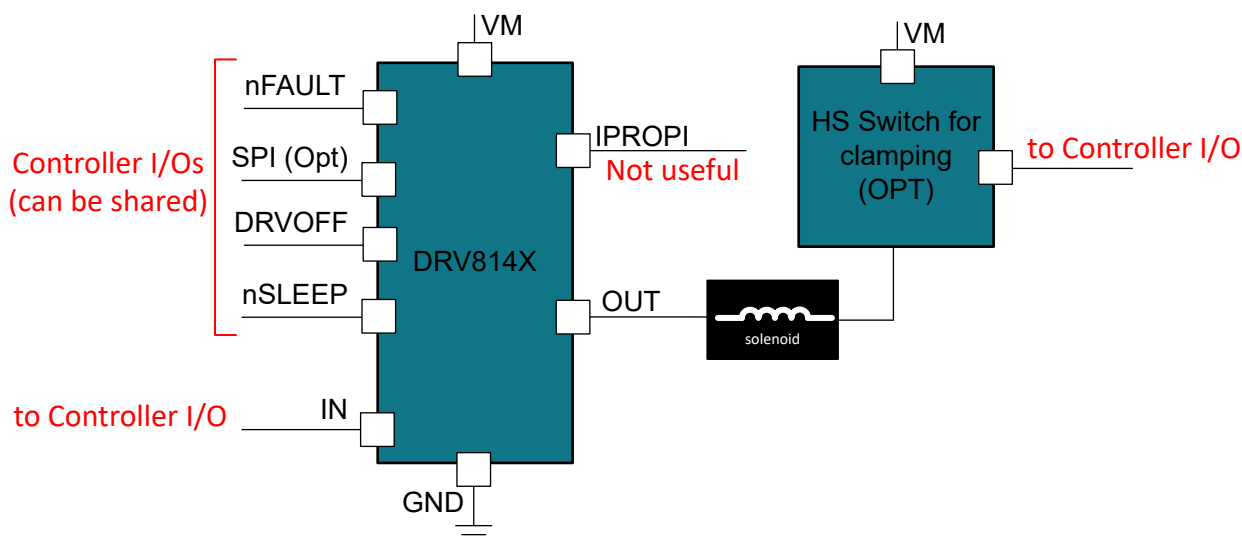 VM
nFAULT
SPI (Opt)
DRVOFF
nSLEEP
Controller I/Os
(can be shared)
to Controller I/O
IN
DRV814X
IPROPI
Not useful
OUT
GND
solenoid
VM
HS Switch for
clamping
(OPT)
to Controller I/O